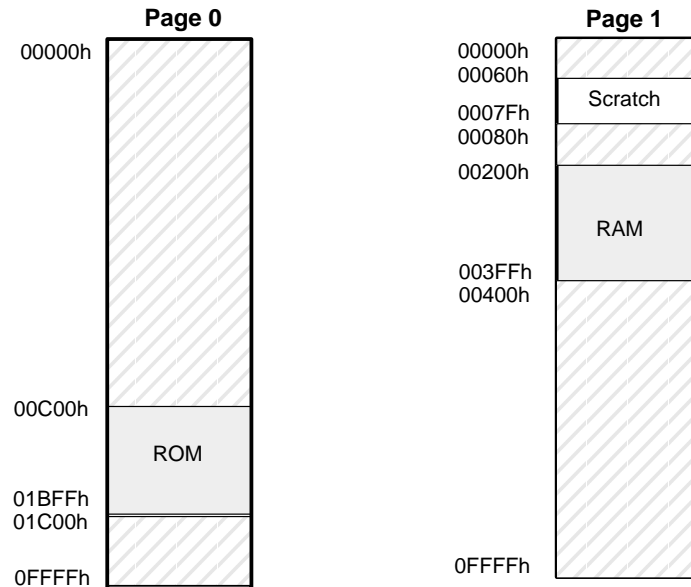 Page 0
00000h
00C00h
ROM
01BFFh
01C00h
0FFFFh
Page 1
00000h
00060h
Scratch
0007Fh
00080h
00200h
RAM
003FFh
00400h
0FFFFh